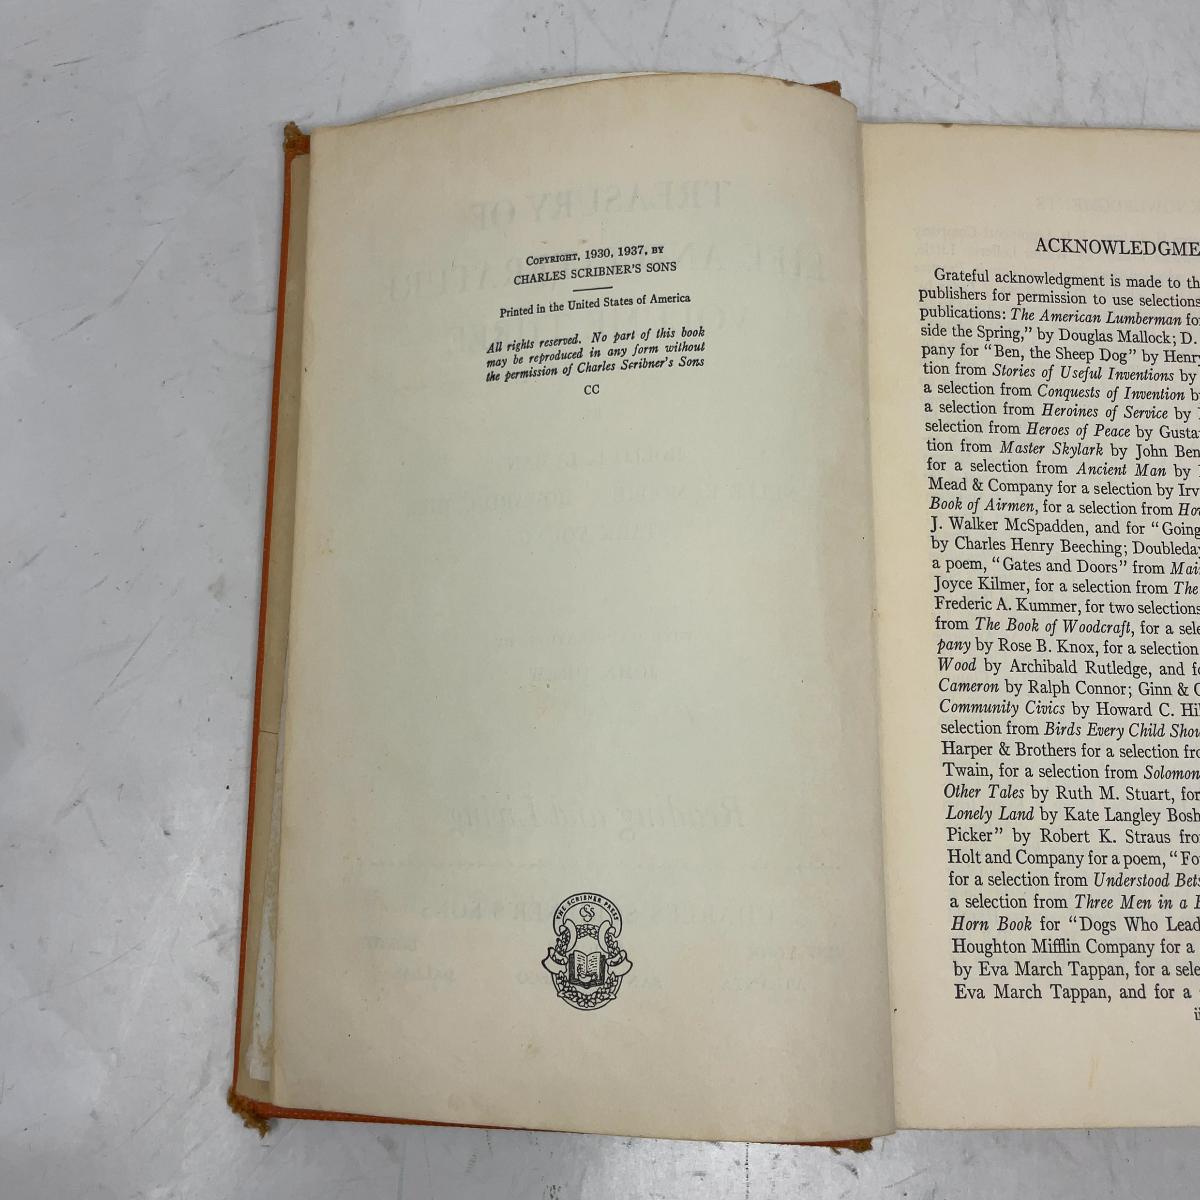 COPYRIGHT, 1930, 1937, BY
CHARLES SCRIBNER'S SONS
Printed in the United States of America
All rights reserved. No part of this book
may be reproduced in any form without
the permission of Charles Scribner's Sons
CC
THE SCRIBNER PRESS
CSS
ACKNOWLEDGME
Grateful acknowledgment is made to th
publishers for permission to use selections
publications: The American Lumberman for
side the Spring," by Douglas Mallock; D.
pany for "Ben, the Sheep Dog" by Henry
tion from Stories of Useful Inventions by
a selection from Conquests of Invention by
a selection from Heroines of Service by
selection from Heroes of Peace by Gustav
tion from Master Skylark by John Ben
for a selection from Ancient Man by
Mead & Company for a selection by Irv
Book of Airmen, for a selection from How
J. Walker McSpadden, and for "Going
by Charles Henry Beeching; Doubleday
a poem, "Gates and Doors" from Mai
Joyce Kilmer, for a selection from The
Frederic A. Kummer, for two selections
from The Book of Woodcraft, for a sele
pany by Rose B. Knox, for a selection
Wood by Archibald Rutledge, and fo
Cameron by Ralph Connor; Ginn & C
Community Civics by Howard C. Hil
selection from Birds Every Child Shou
Harper & Brothers for a selection fro
Twain, for a selection from Solomon
Other Tales by Ruth M. Stuart, for
Lonely Land by Kate Langley Bosh
Picker" by Robert K. Straus fro
Holt and Company for a poem, "Fo
for a selection from Understood Bets
a selection from Three Men in a B
Horn Book for "Dogs Who Lead
Houghton Mifflin Company for a
by Eva March Tappan, for a sele
Eva March Tappan, and for a